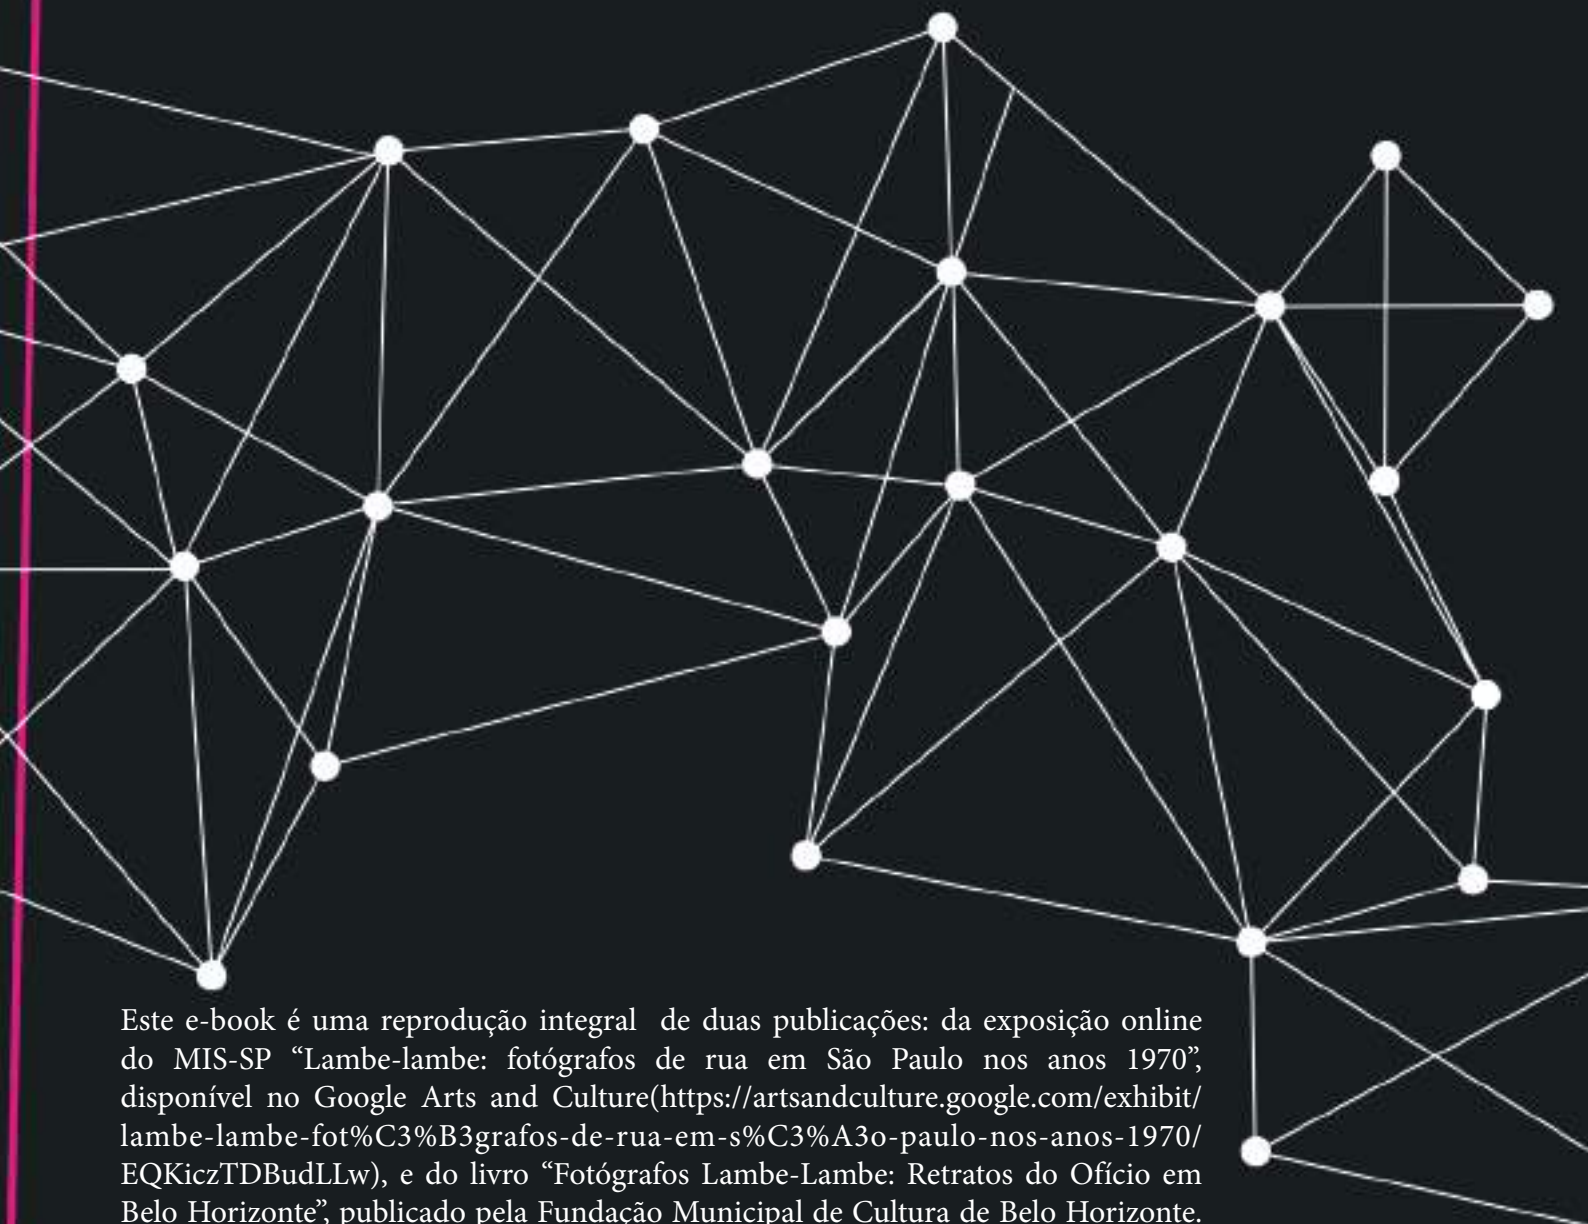 Este e-book é uma reprodução integral de duas publicações: da exposição online
do MIS-SP “Lambe-lambe: fotógrafos de rua em São Paulo nos anos 1970”,
disponível no Google Arts and Culture(https://artsandculture.google.com/exhibit/
lambe-lambe-fot%C3%B3grafos-de-rua-em-s%C3%A3o-paulo-nos-anos-1970/
EQKiczTDBudLLw), e do livro “Fotógrafos Lambe-Lambe: Retratos do Ofício em
Belo Horizonte”, publicado pela Fundação Municipal de Cultura de Belo Horizonte.